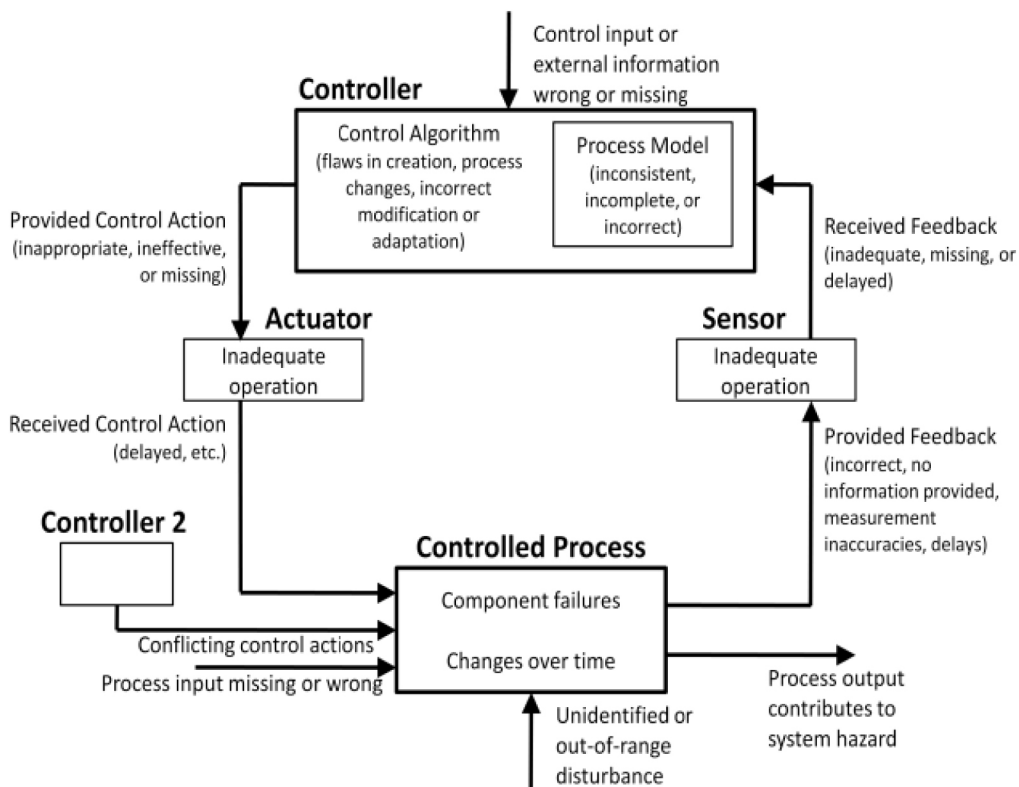 Control input or
external information
wrong or missing
Controller
Control Algorithm
(flaws in creation, process
changes, incorrect
modification or
adaptation)
Process Model
(inconsistent,
incomplete, or
incorrect)
Provided Control Action
(inappropriate, ineffective,
or missing)
Received Feedback
(inadequate, missing, or
delayed)
Actuator
Inadequate
operation
Sensor
Inadequate
operation
Received Control Action
(delayed, etc.)
Provided Feedback
(incorrect, no
information provided,
measurement
inaccuracies, delays)
Controller 2
Controlled Process
Component failures
Changes over time
Conflicting control actions
Process input missing or wrong
Process output
contributes to
system hazard
Unidentified or
out-of-range
disturbance